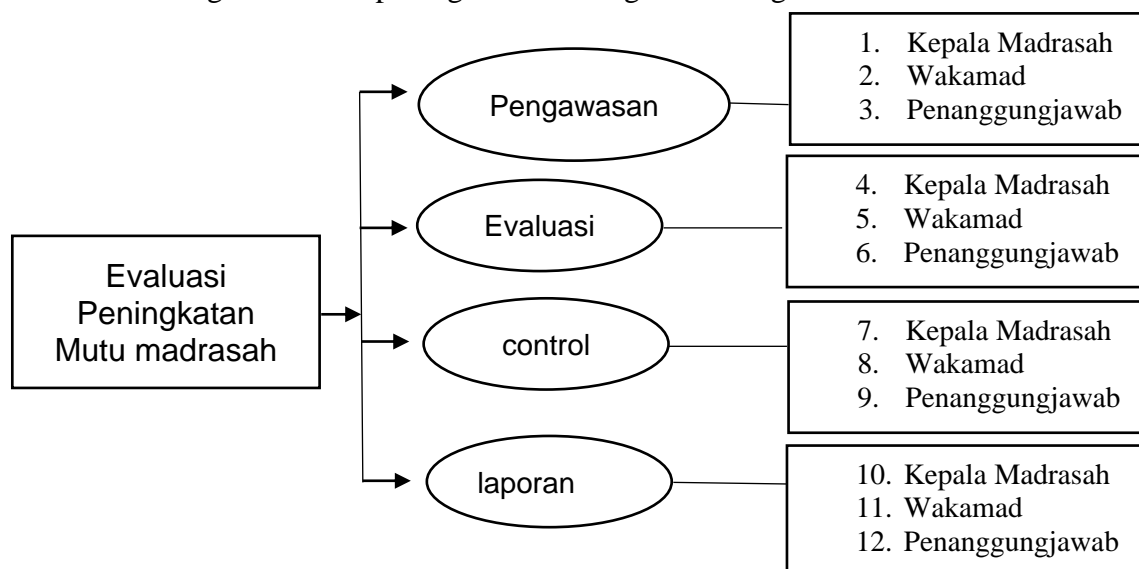 Evaluasi
Peningkatan
Mutu madrasah
Pengawasan
1. Kepala Madrasah
2. Wakamad
3. Penanggungjawab
Evaluasi
4. Kepala Madrasah
5. Wakamad
6. Penanggungjawab
control
7. Kepala Madrasah
8. Wakamad
9. Penanggungjawab
laporan
10. Kepala Madrasah
11. Wakamad
12. Penanggungjawab